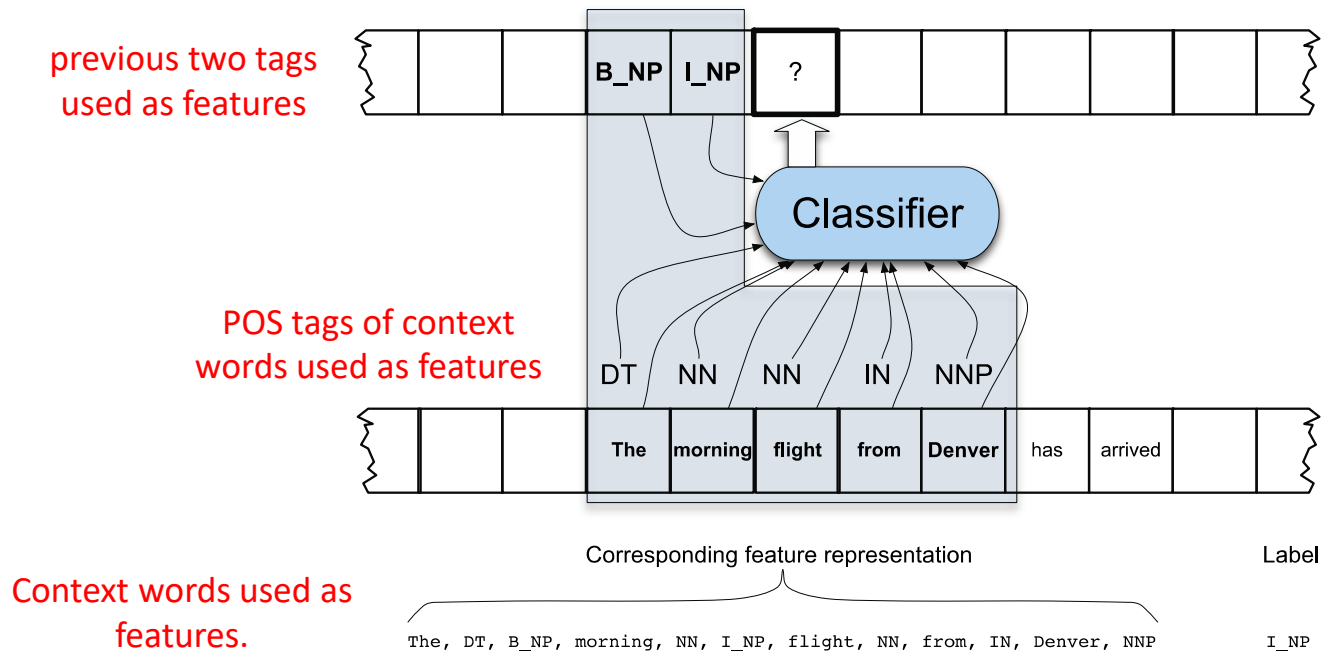 previous two tags
used as features
B_NP I_NP ?
Classifier
POS tags of context
words used as features
DT NN NN IN NNP
The morning flight from Denver has arrived
Corresponding feature representation Label
Context words used as
features.
The, DT, B_NP, morning, NN, I_NP, flight, NN, from, IN, Denver, NNP I_NP